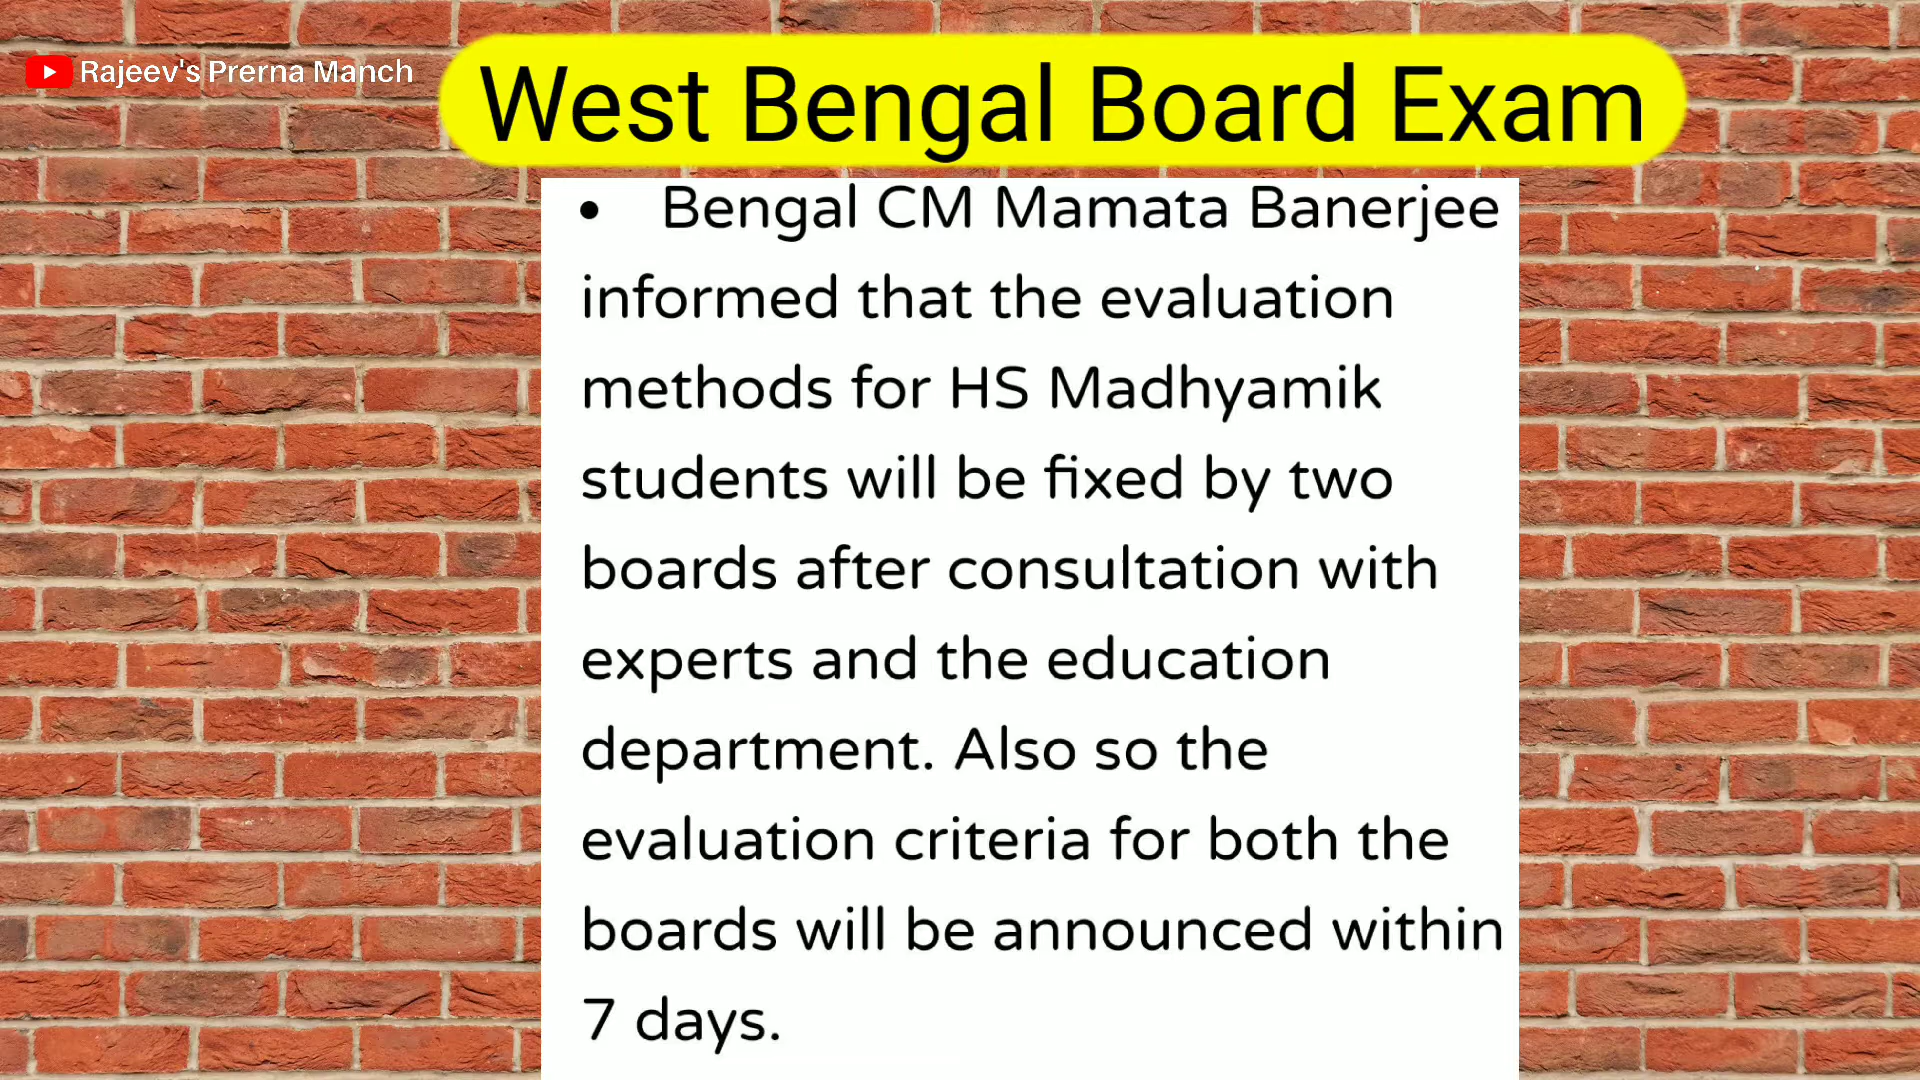 Rajeev's Prerna Manch
West Bengal Board Exam
• Bengal CM Mamata Banerjee
informed that the evaluation
methods for HS Madhyamik
students will be fixed by two
boards after consultation with
experts and the education
department. Also so the
evaluation criteria for both the
boards will be announced within
7 days.